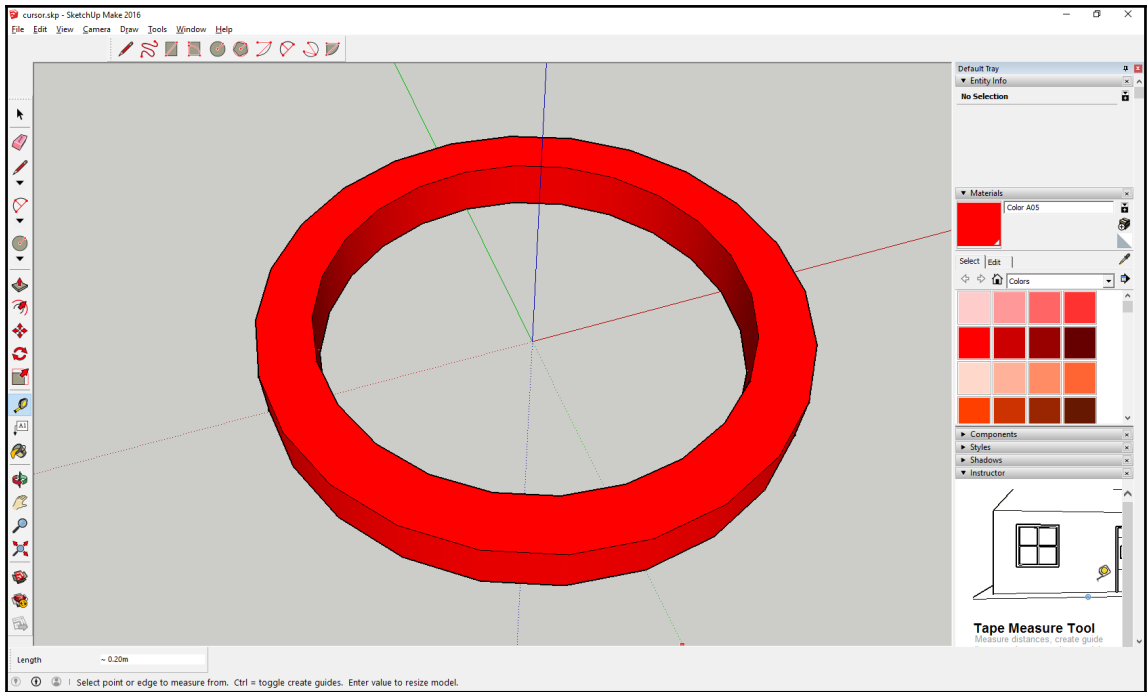 cursor.skp - SketchUp Make 2016
File Edit View Camera Draw Tools Window Help
Default Tray
Entity Info
No Selection
Materials
Color A05
Select Edit
Colors
A1
Components
Styles
Shadows
Instructor
Tape Measure Tool
Measure distances, create guide
Length ~ 0.20m
Select point or edge to measure from. Ctrl = toggle create guides. Enter value to resize model.